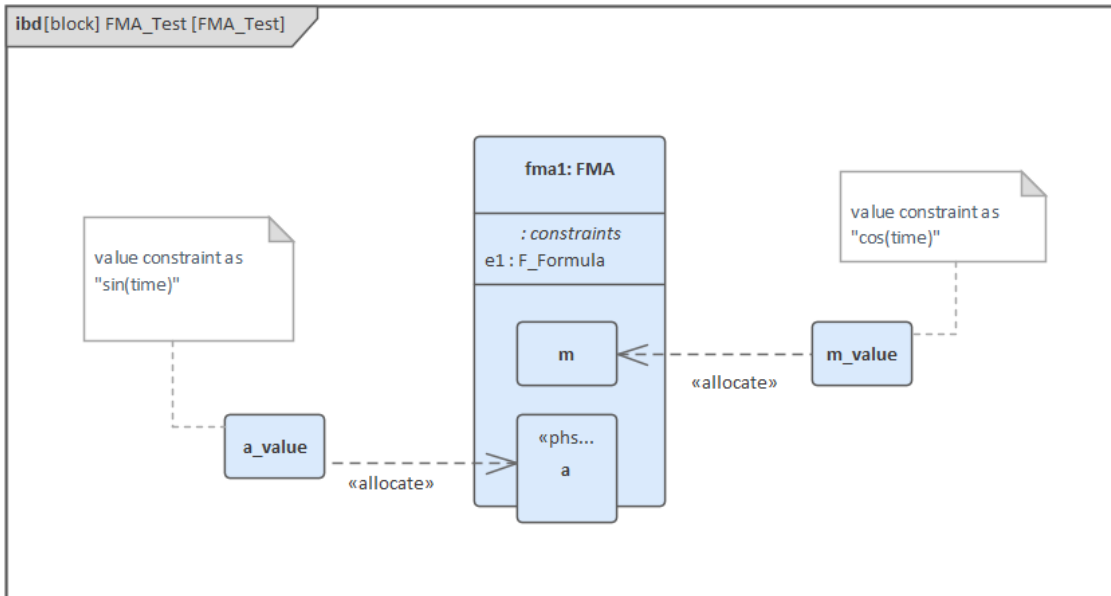 ibd [block] FMA_Test [FMA_Test]
fma1: FMA
: constraints
e1 : F_Formula
value constraint as
"cos(time)"
value constraint as
"sin(time)"
m
m_value
«allocate»
«phs...
a
a_value
«allocate»